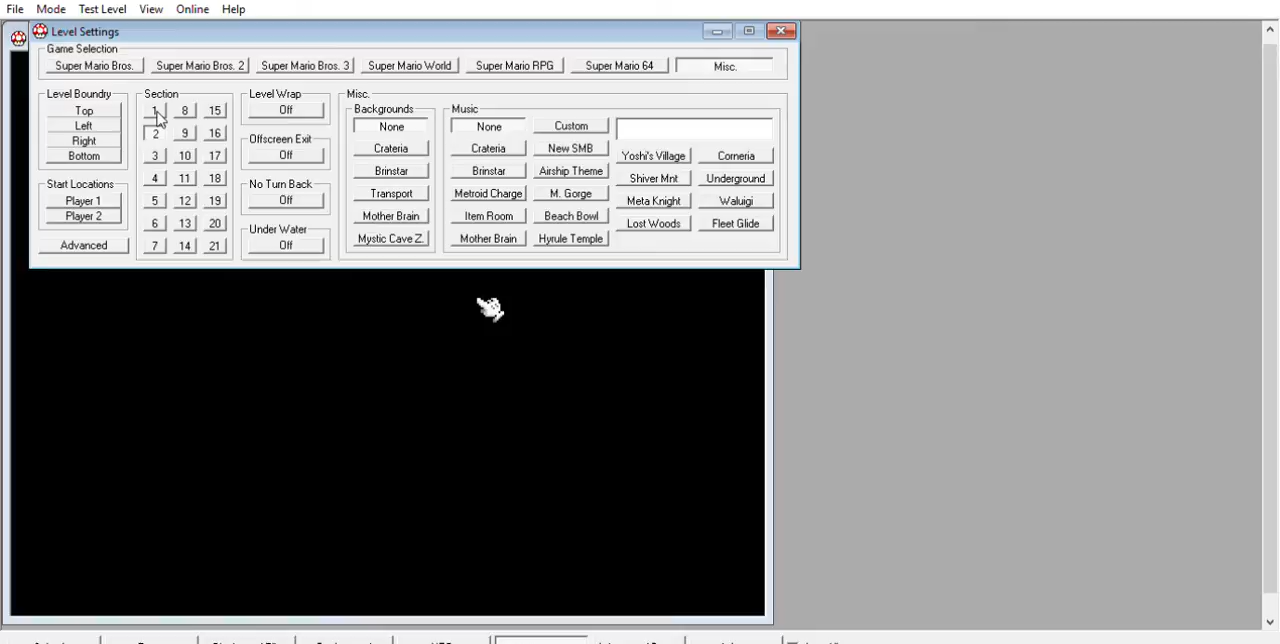 File Mode Test Level View Online Help
Level Settings
Game Selection
Super Mario Bros. Super Mario Bros. 2 Super Mario Bros. 3 Super Mario World Super Mario RPG Super Mario 64 Misc.
Level Boundry
Top
Left
Right
Bottom
Start Locations
Player 1
Player 2
Advanced
Section
1 8 15
2 9 16
3 10 17
4 11 18
5 12 19
6 13 20
7 14 21
Level Wrap
Off
Offscreen Exit
Off
No Turn Back
Off
Under Water
Off
Misc.
Backgrounds
None
Crateria
Brinstar
Transport
Mother Brain
Mystic Cave Z.
Music
None Custom
Crateria New SMB
Brinstar Airship Theme
Metroid Charge M. Gorge
Item Room Beach Bowl
Mother Brain Hyrule Temple
Yoshi's Village Corneria
Shiver Mnt Underground
Meta Knight Waluigi
Lost Woods Fleet Glide